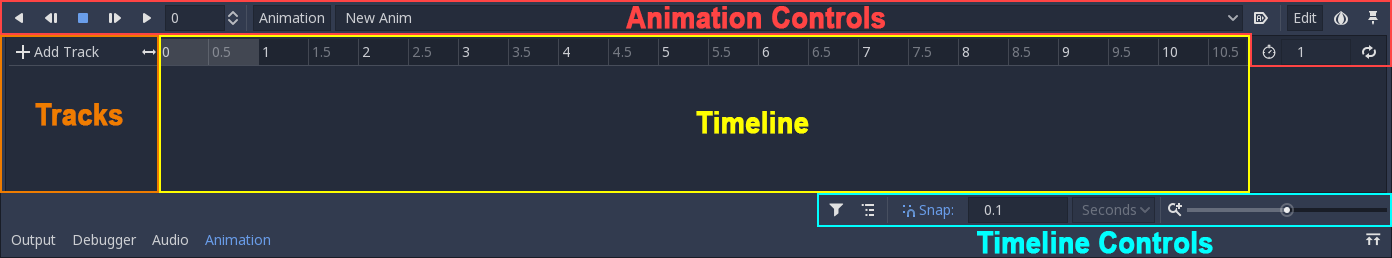 0 Animation New Anim Animation Controls Edit
Add Track 0 0.5 1 1.5 2 2.5 3 3.5 4 4.5 5 5.5 6 6.5 7 7.5 8 8.5 9 9.5 10 10.5 1
Tracks
Timeline
Snap: 0.1 Seconds
Output Debugger Audio Animation Timeline Controls